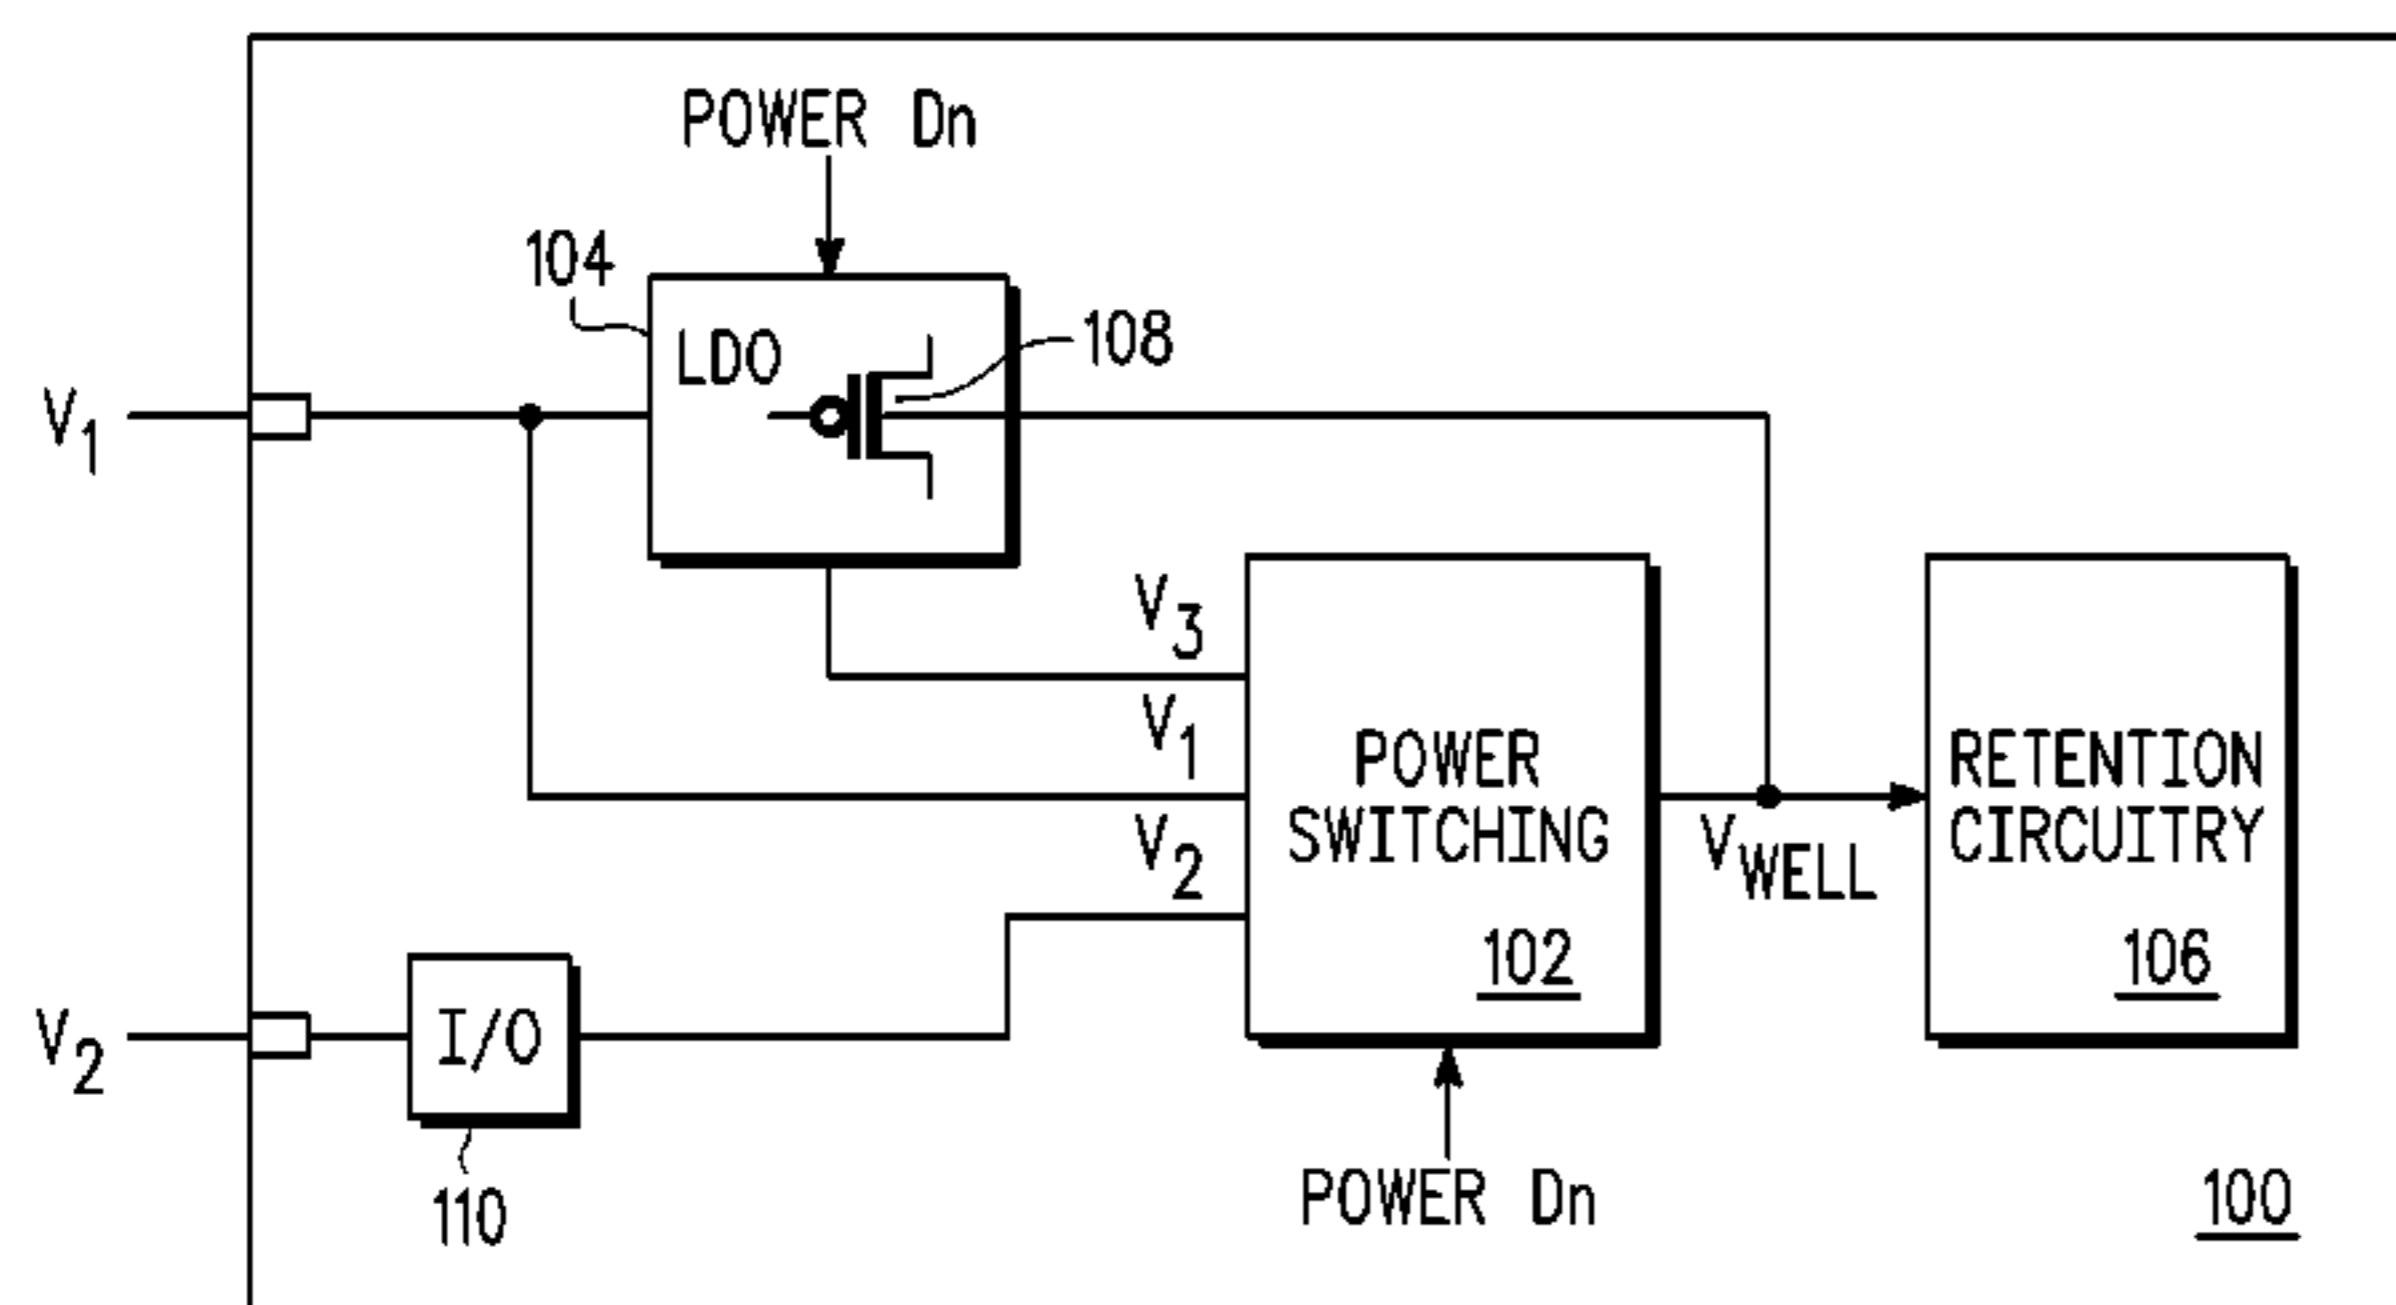 POWER Dn
104
LDO
108
V1
V3
V1
POWER
SWITCHING
RETENTION
CIRCUITRY
V2
VWELL
102
106
V2
I/O
POWER Dn
110
100